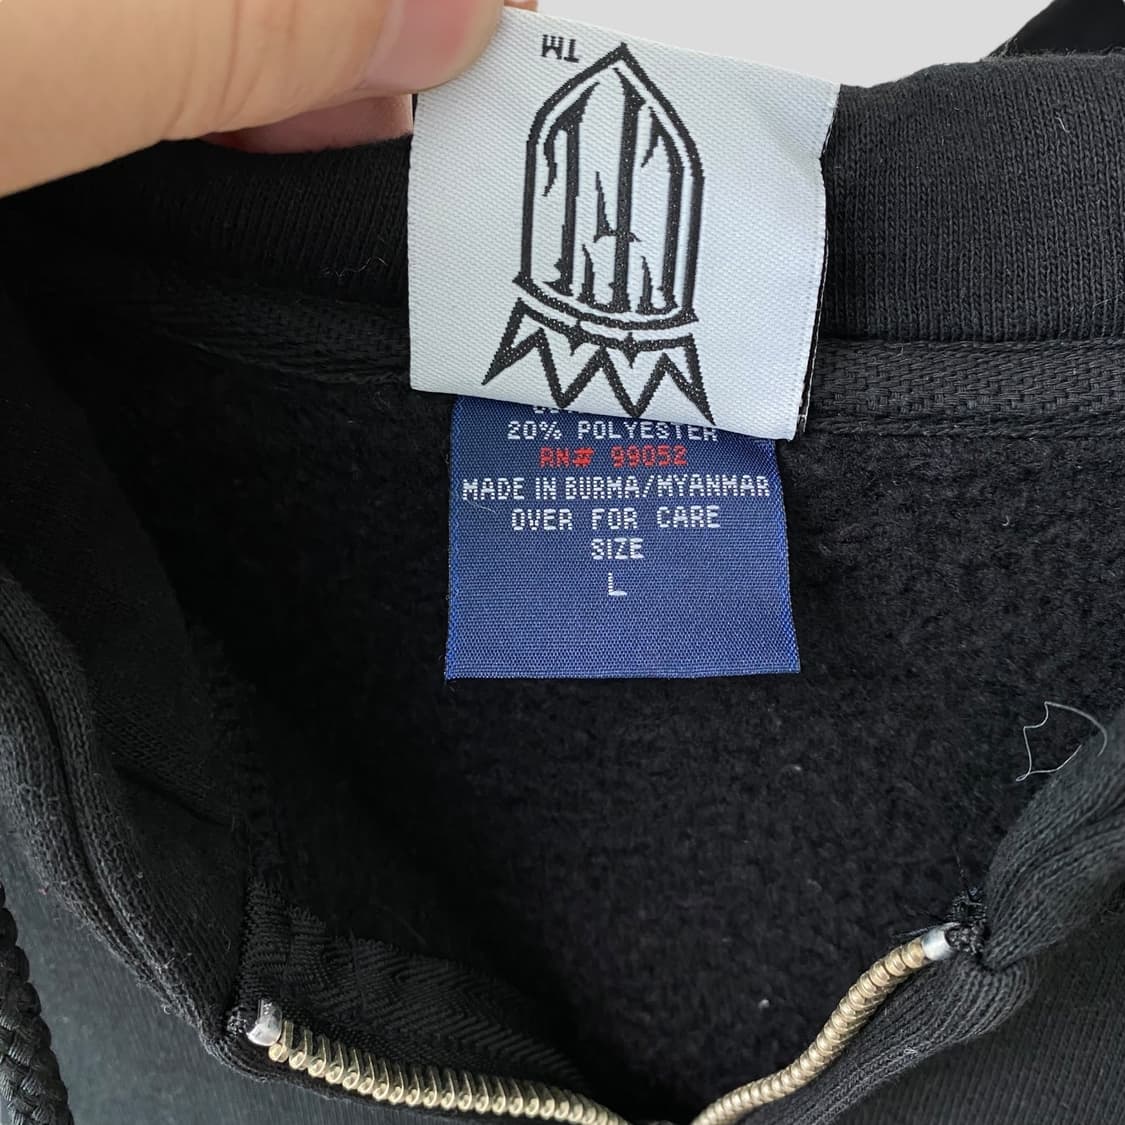 TM
20% POLYESTER
RN# 99052
MADE IN BURMA/MYANMAR
OVER FOR CARE
SIZE
L